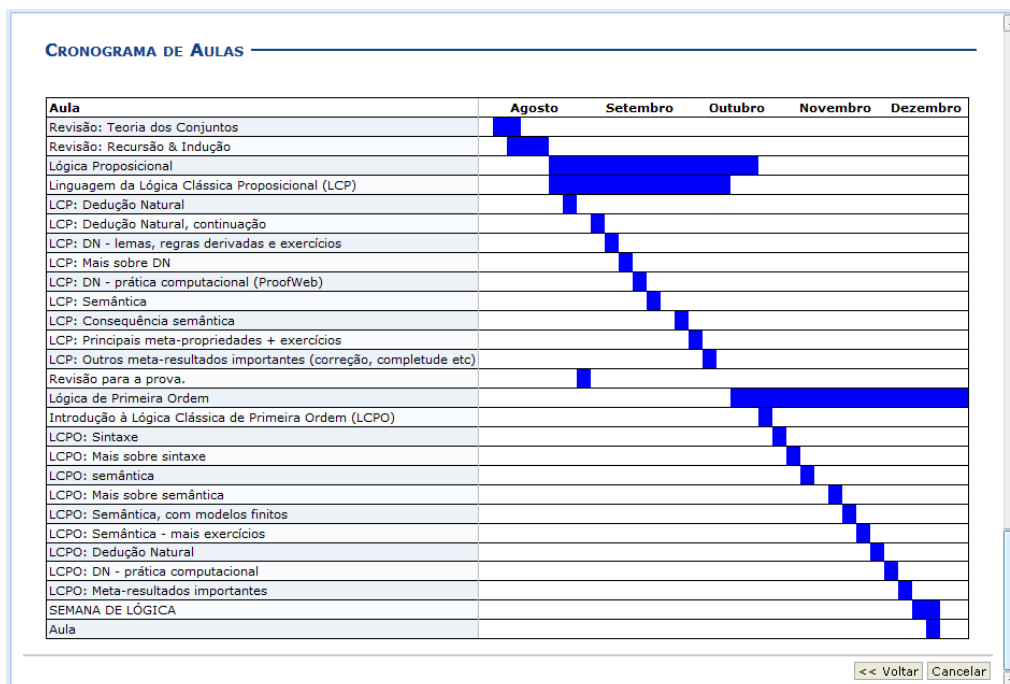 Cronograma de Aulas
Aula Agosto Setembro Outubro Novembro Dezembro
Revisão: Teoria dos Conjuntos
Revisão: Recursão & Indução
Lógica Proposicional
Linguagem da Lógica Clássica Proposicional (LCP)
LCP: Dedução Natural
LCP: Dedução Natural, continuação
LCP: DN - lemas, regras derivadas e exercícios
LCP: Mais sobre DN
LCP: DN - prática computacional (ProofWeb)
LCP: Semântica
LCP: Consequência semântica
LCP: Principais meta-propriedades + exercícios
LCP: Outros meta-resultados importantes (correção, completude etc)
Revisão para a prova.
Lógica de Primeira Ordem
Introdução à Lógica Clássica de Primeira Ordem (LCPO)
LCPO: Sintaxe
LCPO: Mais sobre sintaxe
LCPO: semântica
LCPO: Mais sobre semântica
LCPO: Semântica, com modelos finitos
LCPO: Semântica - mais exercícios
LCPO: Dedução Natural
LCPO: DN - prática computacional
LCPO: Meta-resultados importantes
SEMANA DE LÓGICA
Aula
<< Voltar Cancelar